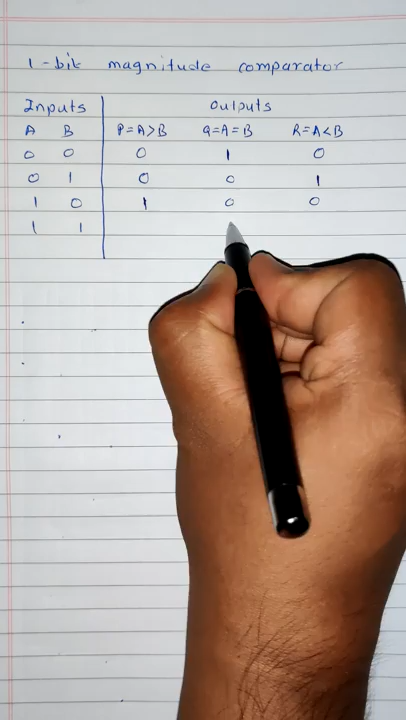 1-bit magnitude comparator
Inputs Outputs
A B P=A>B Q=A=B R=A<B
0 0 0 1 0
0 1 0 0 1
1 0 1 0 0
1 1